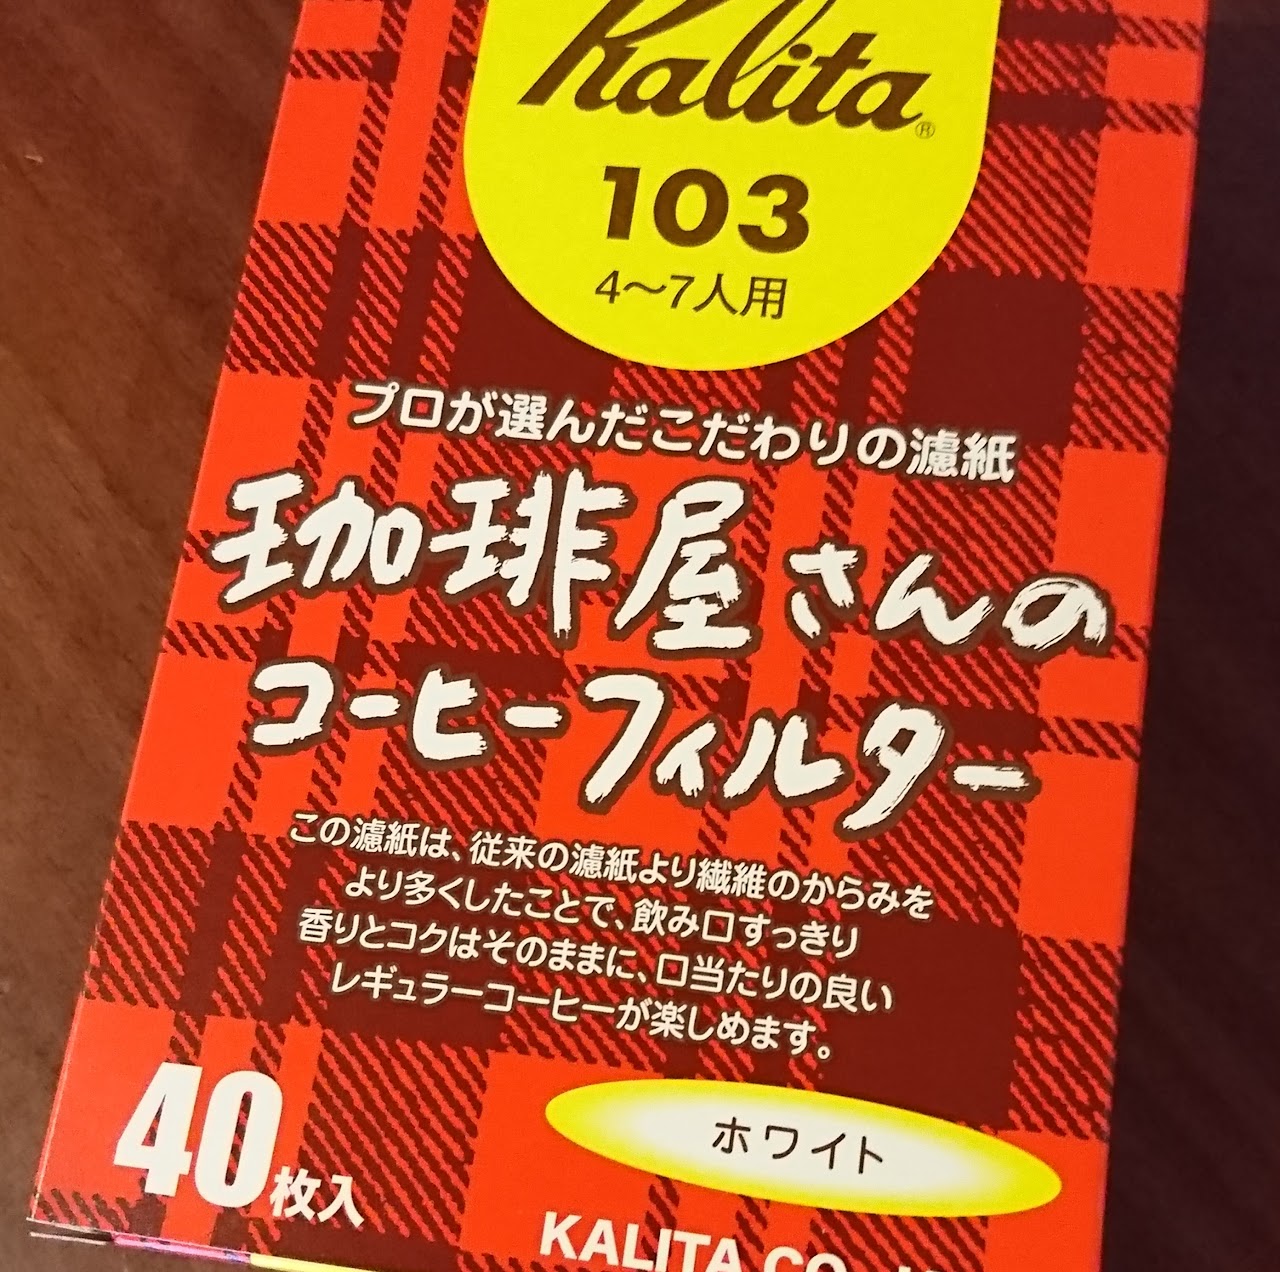 Kalita®
103
4～7人用
プロが選んだこだわりの濾紙
珈琲屋さんの
コーヒーフィルター
この濾紙は、従来の濾紙より繊維のからみを
より多くしたことで、飲み口すっきり
香りとコクはそのままに、口当たりの良い
レギュラーコーヒーが楽しめます。
40枚入
ホワイト
KALITA CO.